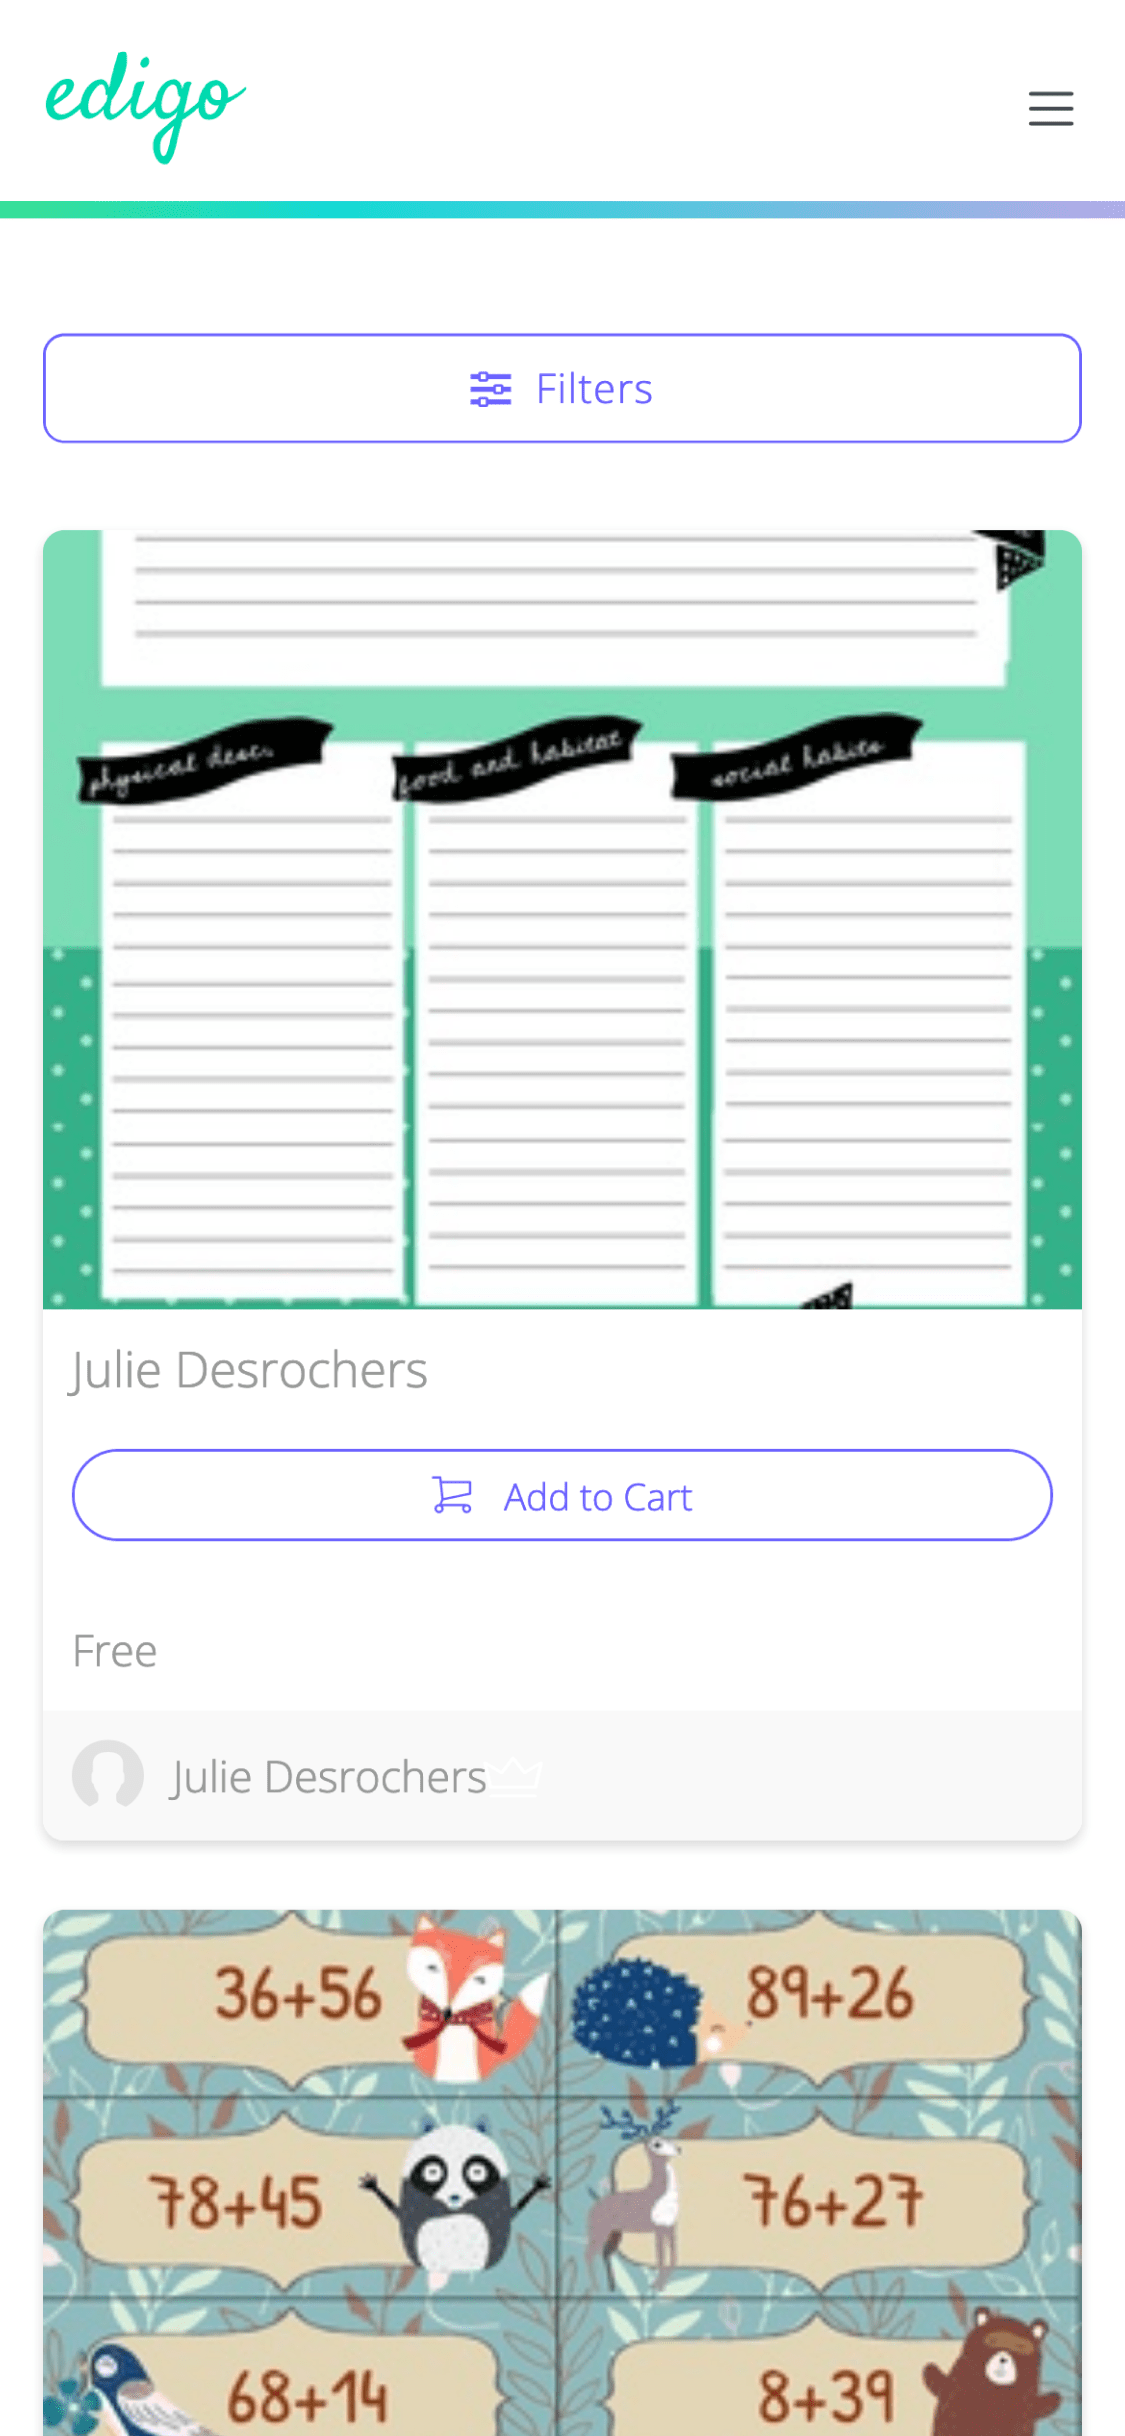 edigo
Filters
physical desc.
food and habitat
social habits
Julie Desrochers
Add to Cart
Free
Julie Desrochers
36+56
89+26
78+45
76+27
68+14
8+39